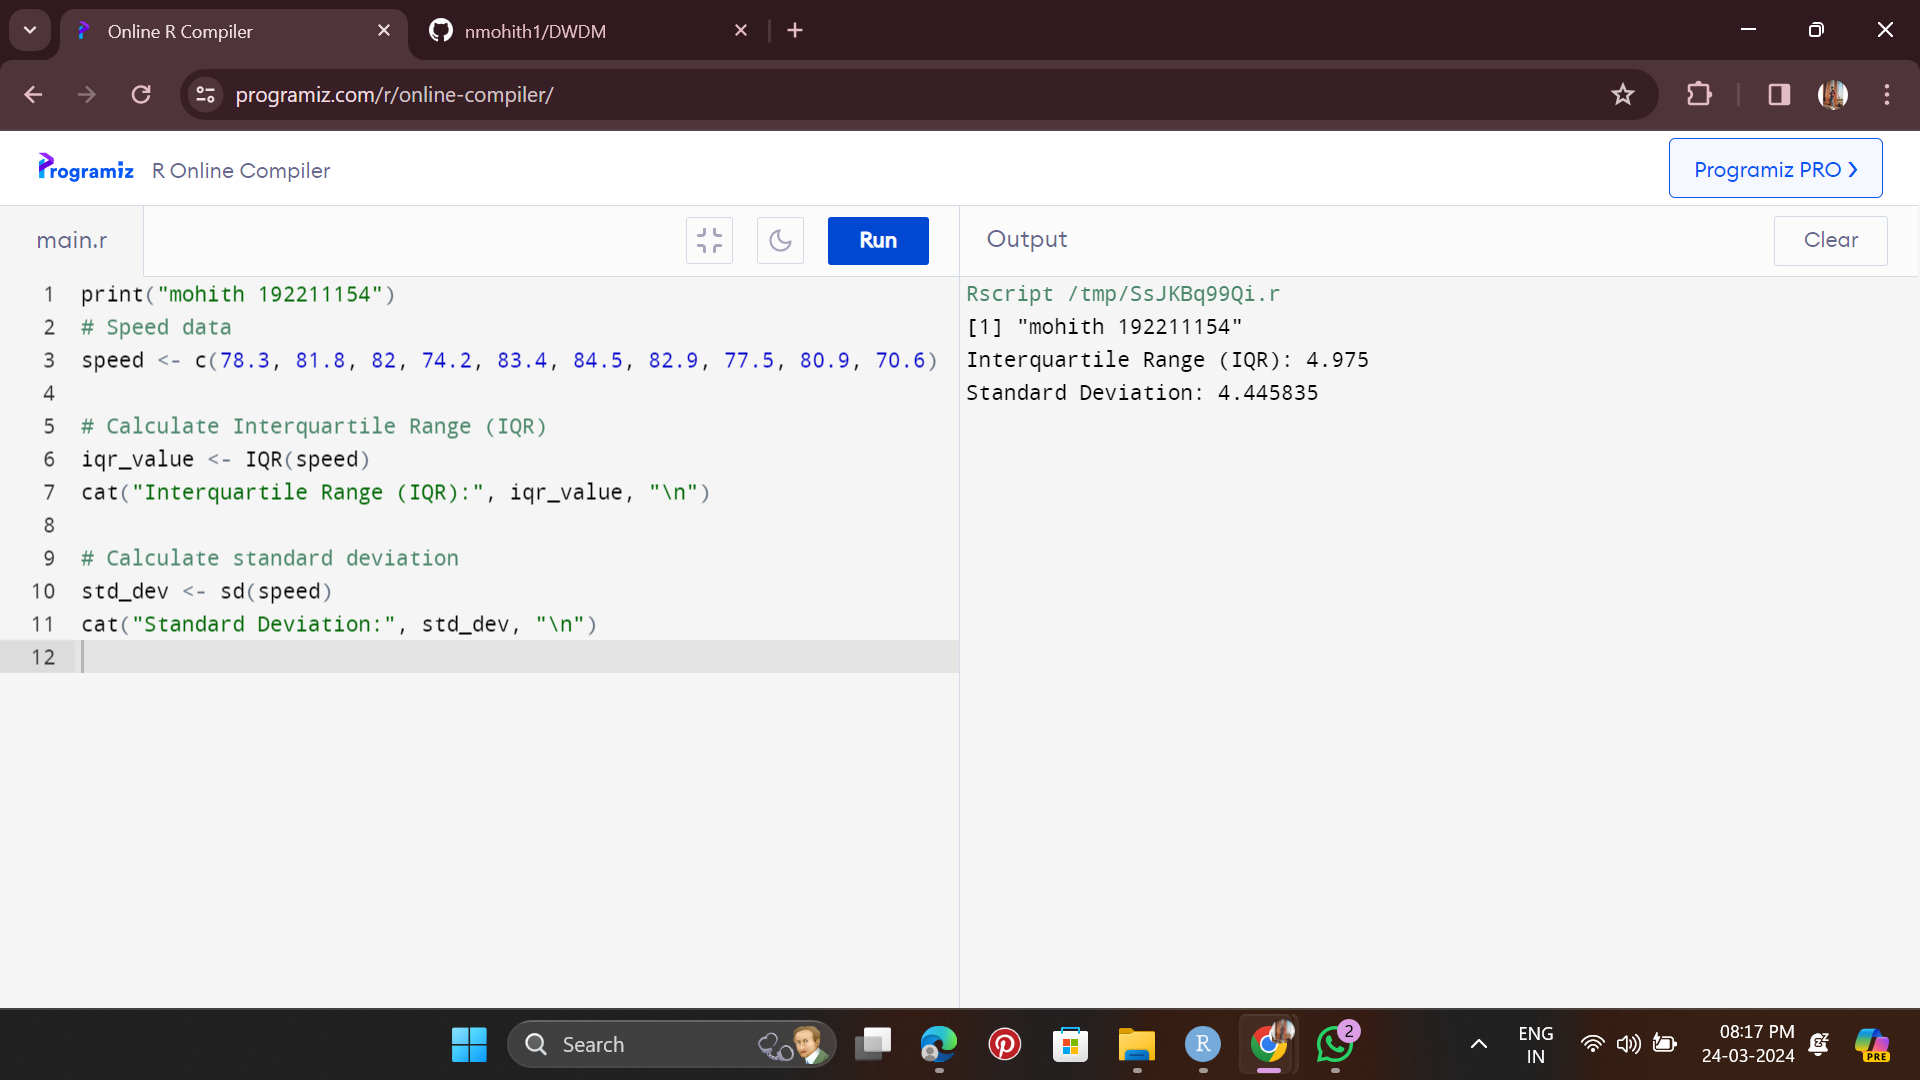 Online R Compiler
nmohith1/DWDM
programiz.com/r/online-compiler/
Programiz R Online Compiler
Programiz PRO ❯
main.r
Run
Output
Clear
1 print("mohith 192211154")
2 # Speed data
3 speed <- c(78.3, 81.8, 82, 74.2, 83.4, 84.5, 82.9, 77.5, 80.9, 70.6)
4
5 # Calculate Interquartile Range (IQR)
6 iqr_value <- IQR(speed)
7 cat("Interquartile Range (IQR):", iqr_value, "\n")
8
9 # Calculate standard deviation
10 std_dev <- sd(speed)
11 cat("Standard Deviation:", std_dev, "\n")
12
Rscript /tmp/SsJKBq99Qi.r
[1] "mohith 192211154"
Interquartile Range (IQR): 4.975
Standard Deviation: 4.445835
Search
R
2
ENG
IN
08:17 PM
24-03-2024
PRE